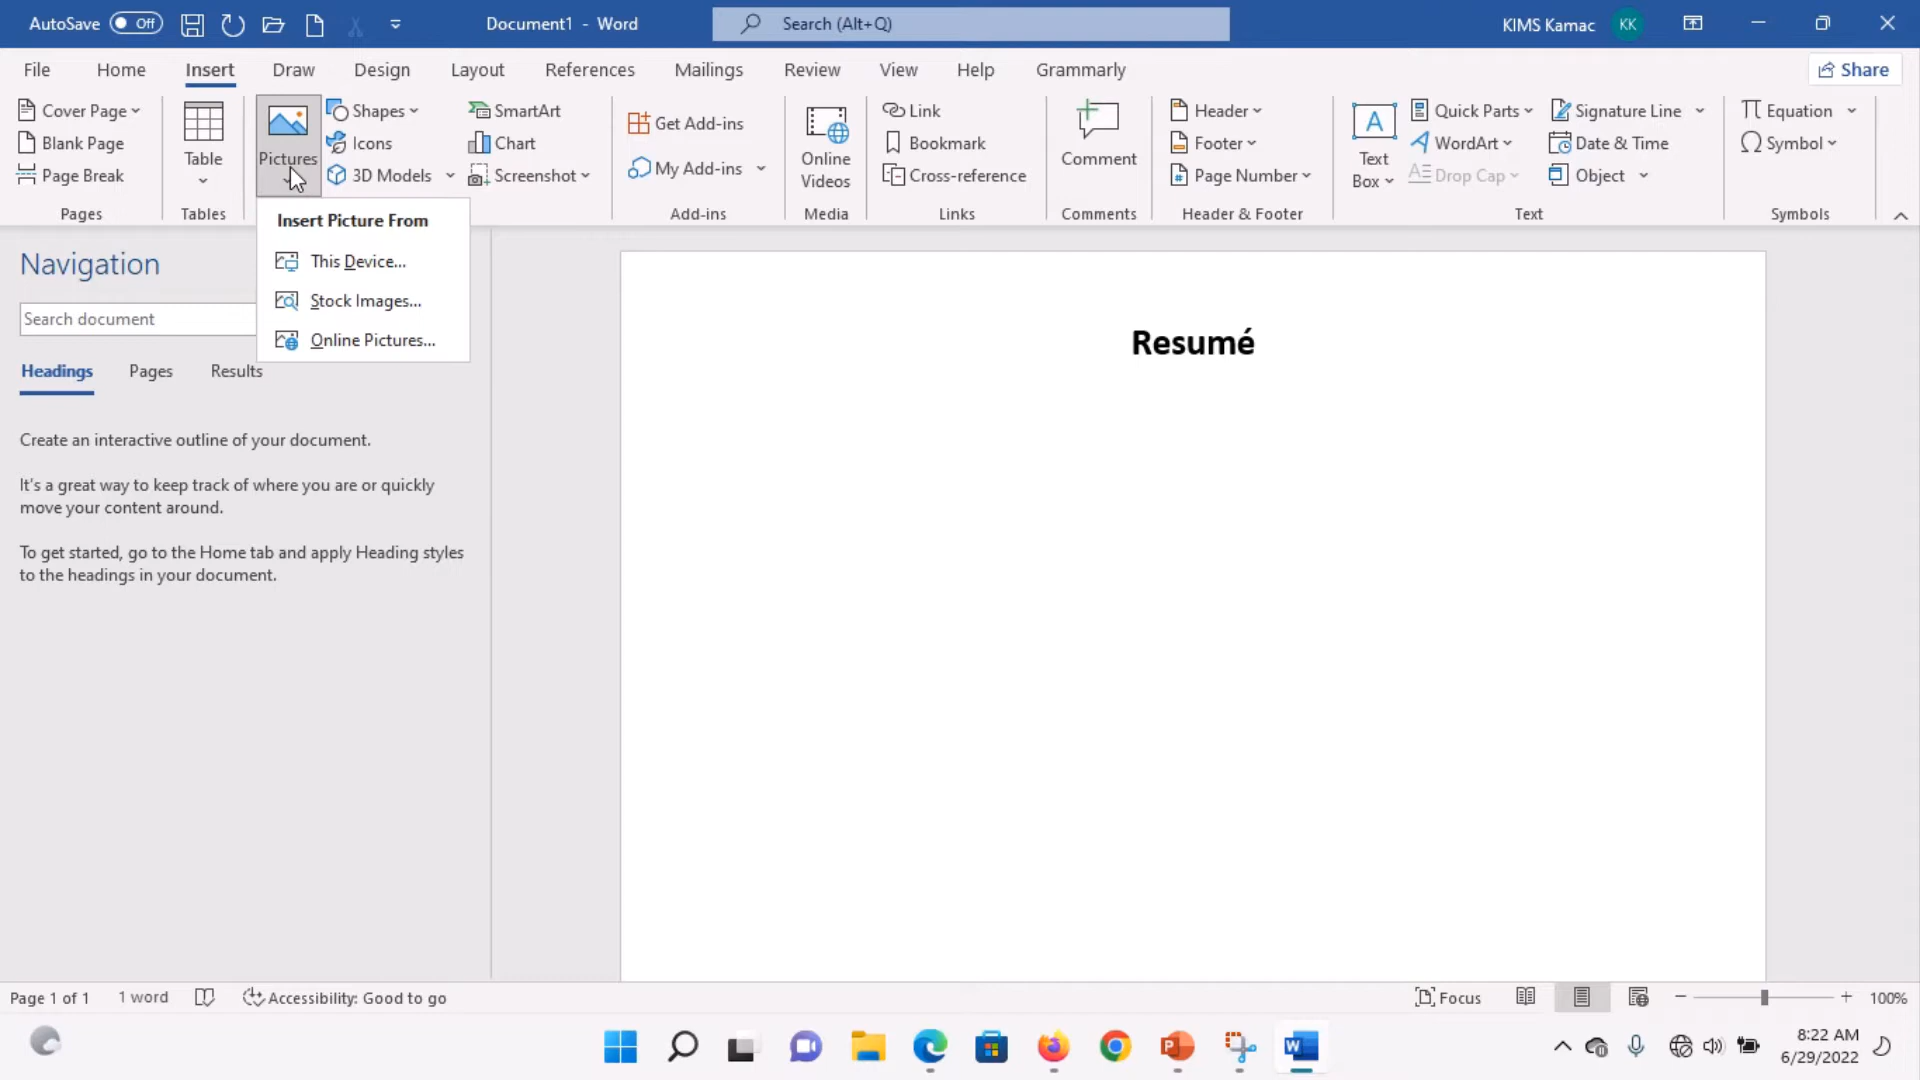 AutoSave Off Document1 - Word Search (Alt+Q) KIMS Kamac KK
File Home Insert Draw Design Layout References Mailings Review View Help Grammarly Share
Cover Page
Blank Page
Page Break
Pages
Table
Tables
Pictures
Shapes
Icons
3D Models
SmartArt
Chart
Screenshot
Get Add-ins
My Add-ins
Add-ins
Online
Videos
Media
Link
Bookmark
Cross-reference
Links
Comment
Comments
Header
Footer
Page Number
Header & Footer
Text
Box
Quick Parts
WordArt
Drop Cap
Signature Line
Date & Time
Object
Text
Equation
Symbol
Symbols
Insert Picture From
This Device...
Stock Images...
Online Pictures...
Navigation
Search document
Headings Pages Results
Create an interactive outline of your document.
It's a great way to keep track of where you are or quickly
move your content around.
To get started, go to the Home tab and apply Heading styles
to the headings in your document.
Resumé
Page 1 of 1 1 word Accessibility: Good to go Focus 100%
8:22 AM
6/29/2022